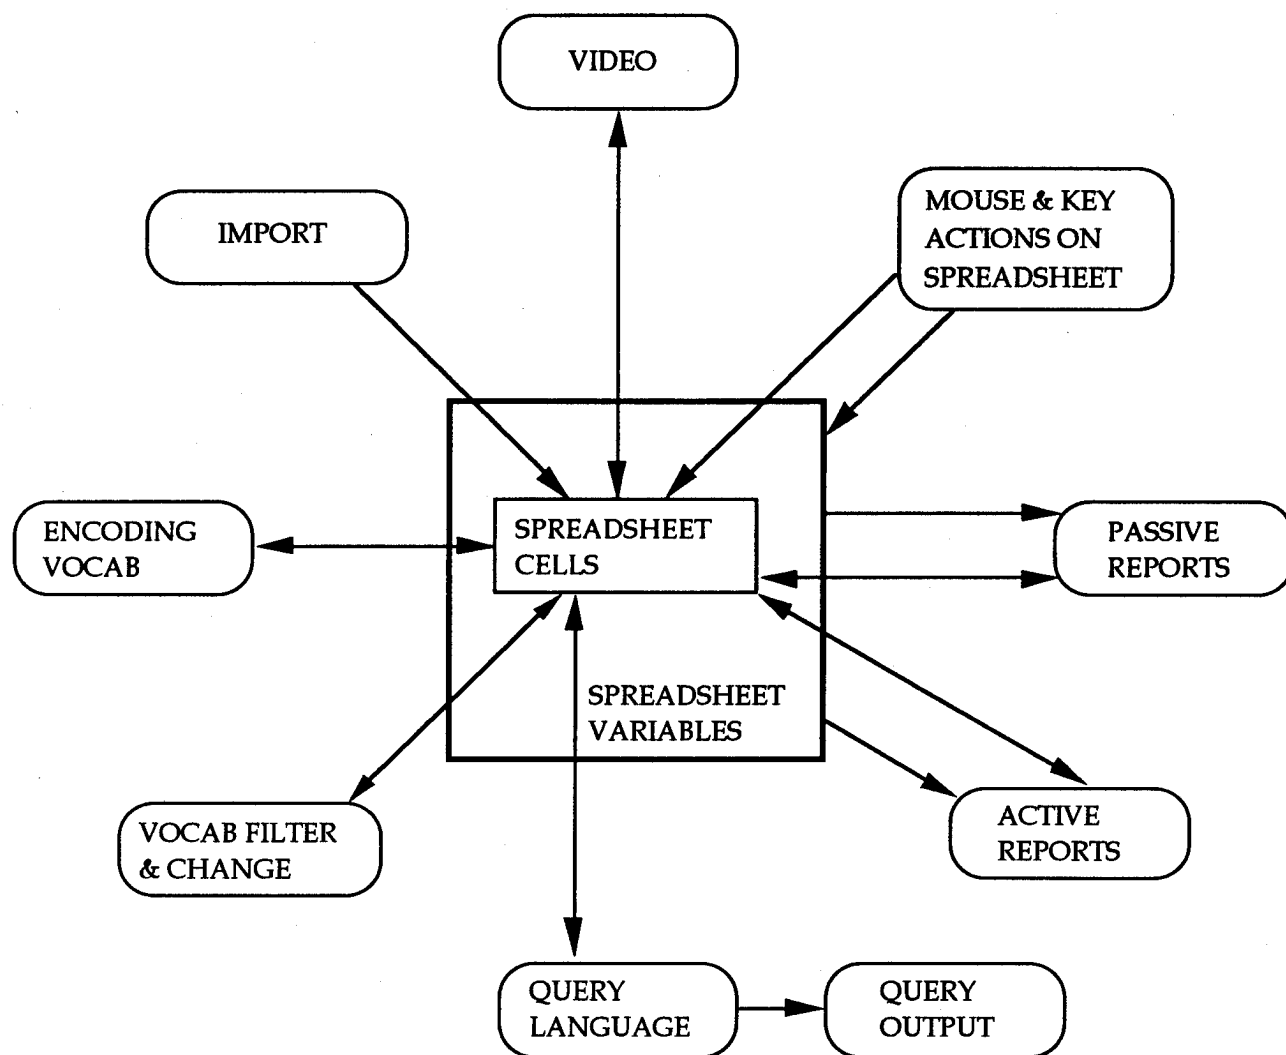 VIDEO
IMPORT
MOUSE & KEY
ACTIONS ON
SPREADSHEET
ENCODING
VOCAB
SPREADSHEET
CELLS
PASSIVE
REPORTS
SPREADSHEET
VARIABLES
VOCAB FILTER
& CHANGE
ACTIVE
REPORTS
QUERY
LANGUAGE
QUERY
OUTPUT